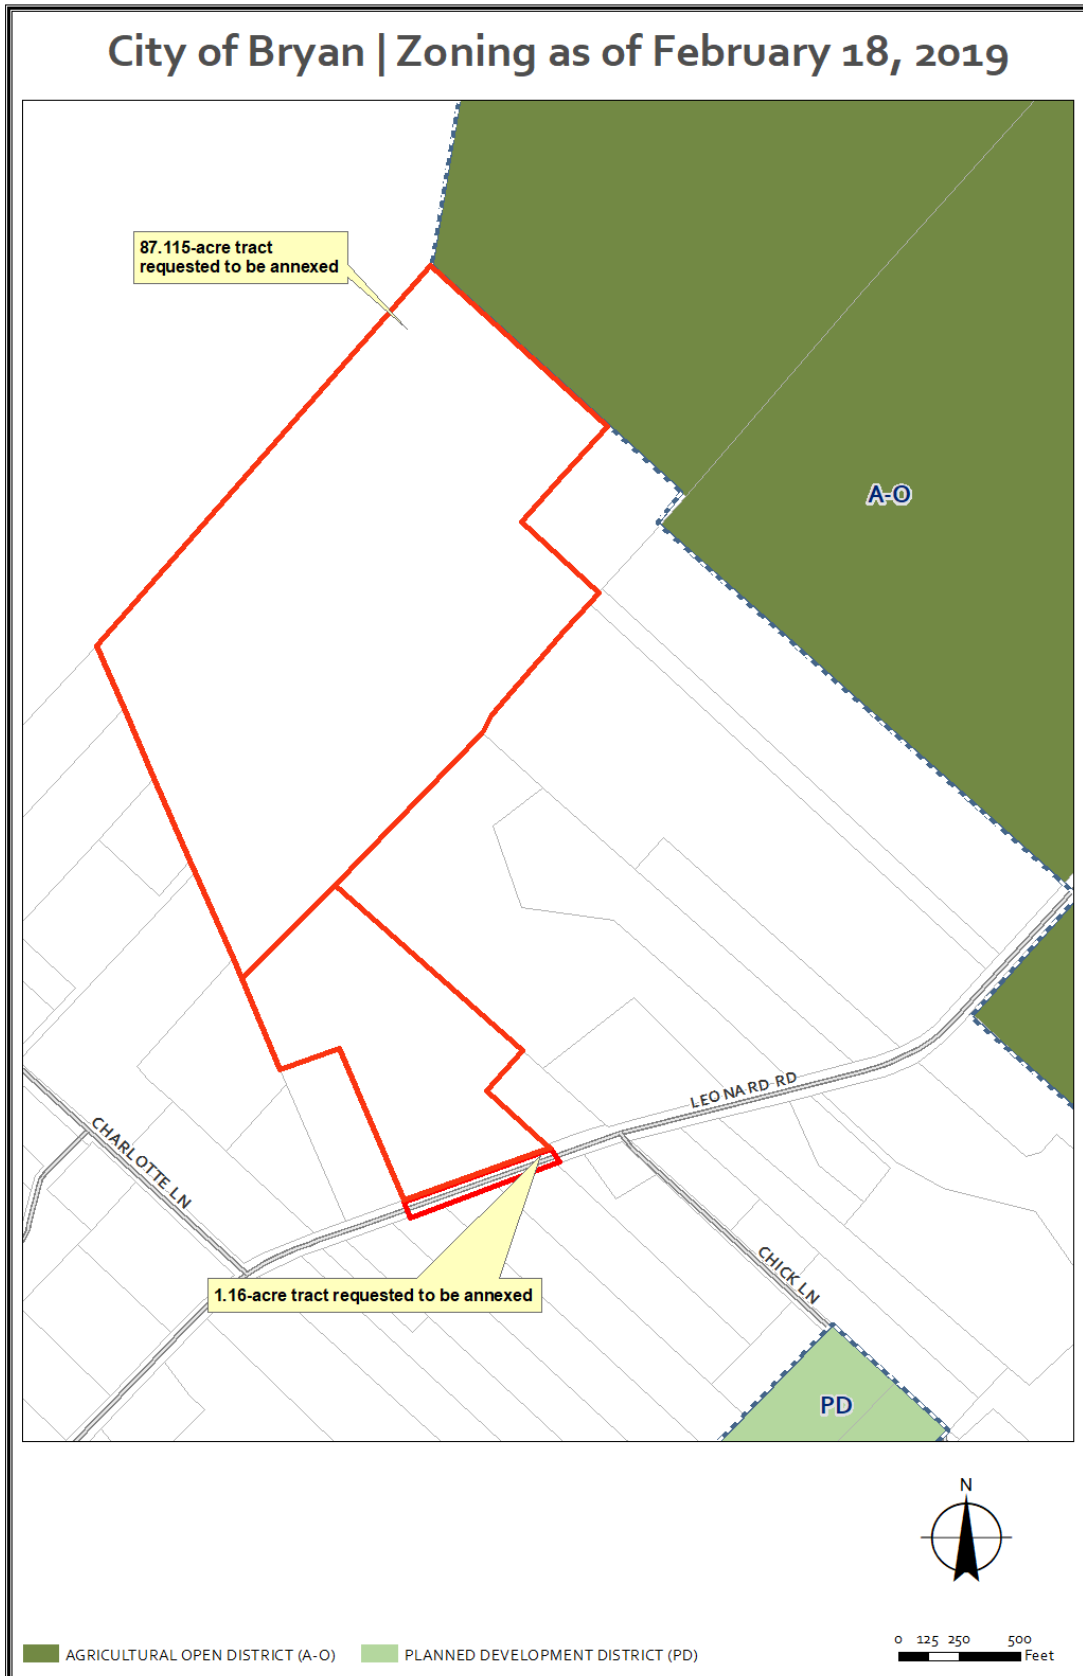 City of Bryan | Zoning as of February 18, 2019
87.115-acre tract
requested to be annexed
A-O
LEONARD RD
CHARLOTTE LN
CHICK LN
1.16-acre tract requested to be annexed
PD
N
AGRICULTURAL OPEN DISTRICT (A-O)
PLANNED DEVELOPMENT DISTRICT (PD)
0 125 250 500
Feet